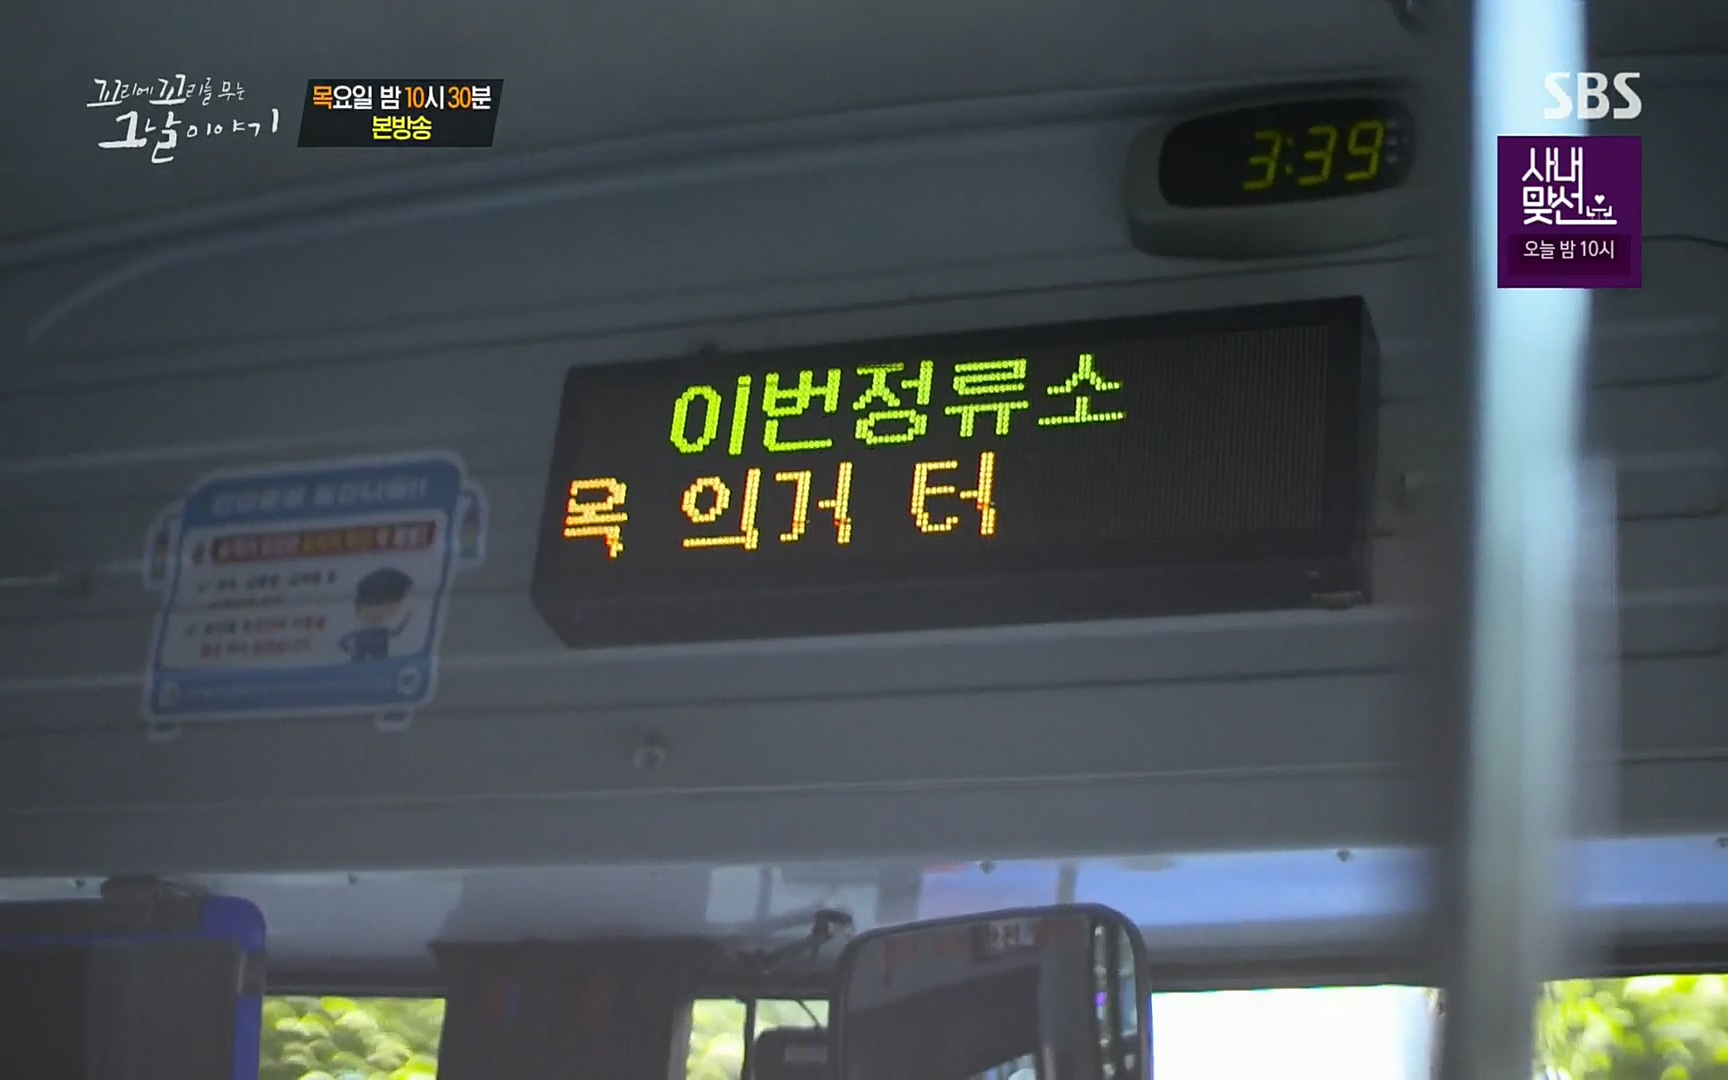 꼬리에 꼬리를 무는
그날 이야기
목요일 밤 10시 30분
본방송
SBS
사내
맞선
오늘 밤 10시
3:39
이번정류소
목 의거 터